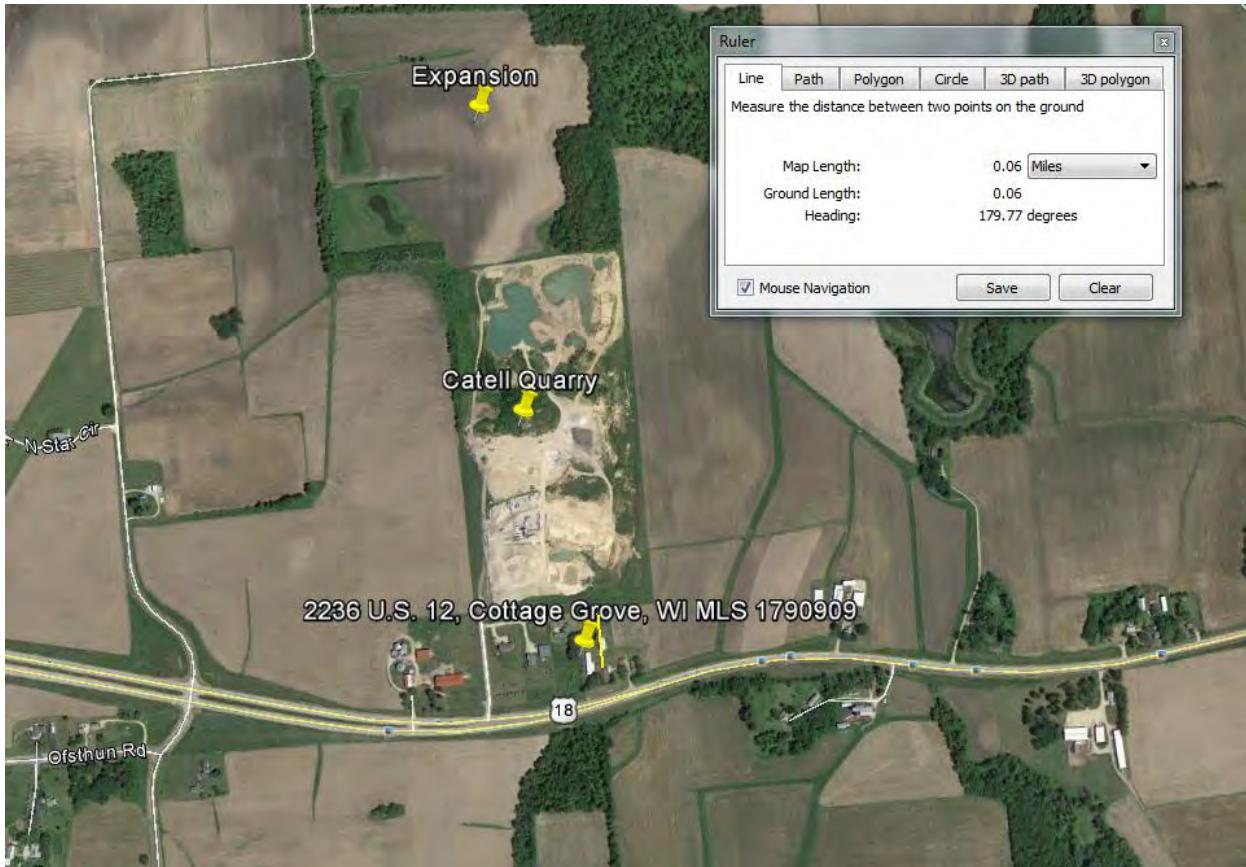 Expansion
Catell Quarry
N Star Cir
2236 U.S. 12, Cottage Grove, WI MLS 1790909
18
Ofsthun Rd
Ruler
Line Path Polygon Circle 3D path 3D polygon
Measure the distance between two points on the ground
Map Length: 0.06 Miles
Ground Length: 0.06
Heading: 179.77 degrees
Mouse Navigation Save Clear